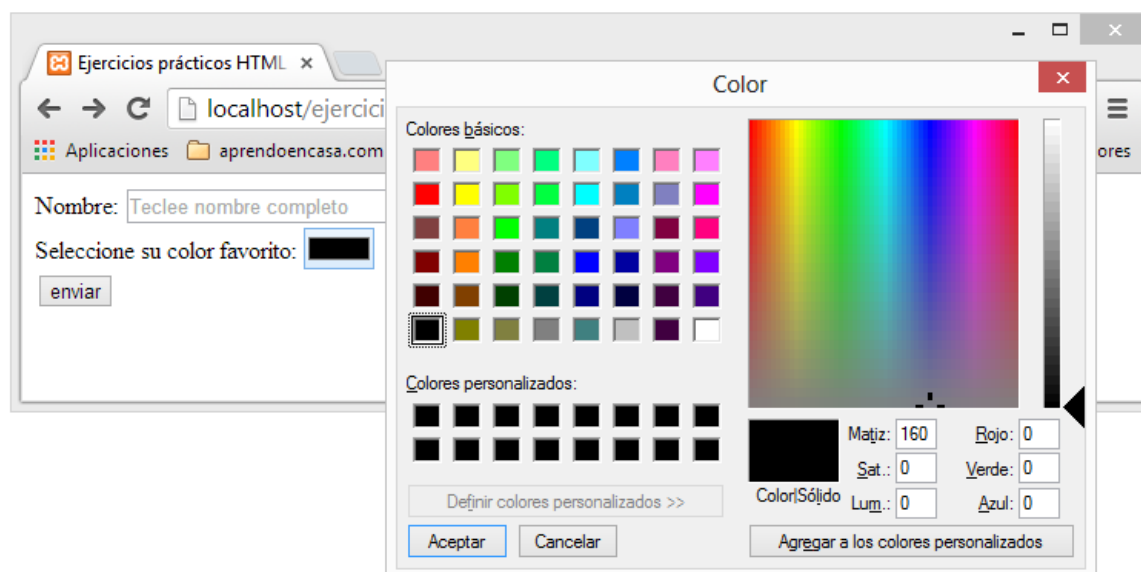 Ejercicios prácticos HTML
localhost/ejercici
Aplicaciones aprendoencasa.com
ores
Nombre: Teclee nombre completo
Seleccione su color favorito:
enviar
Color
Colores básicos:
Colores personalizados:
Definir colores personalizados >>
Aceptar Cancelar
Color|Sólido
Matiz: 160 Rojo: 0
Sat.: 0 Verde: 0
Lum.: 0 Azul: 0
Agregar a los colores personalizados